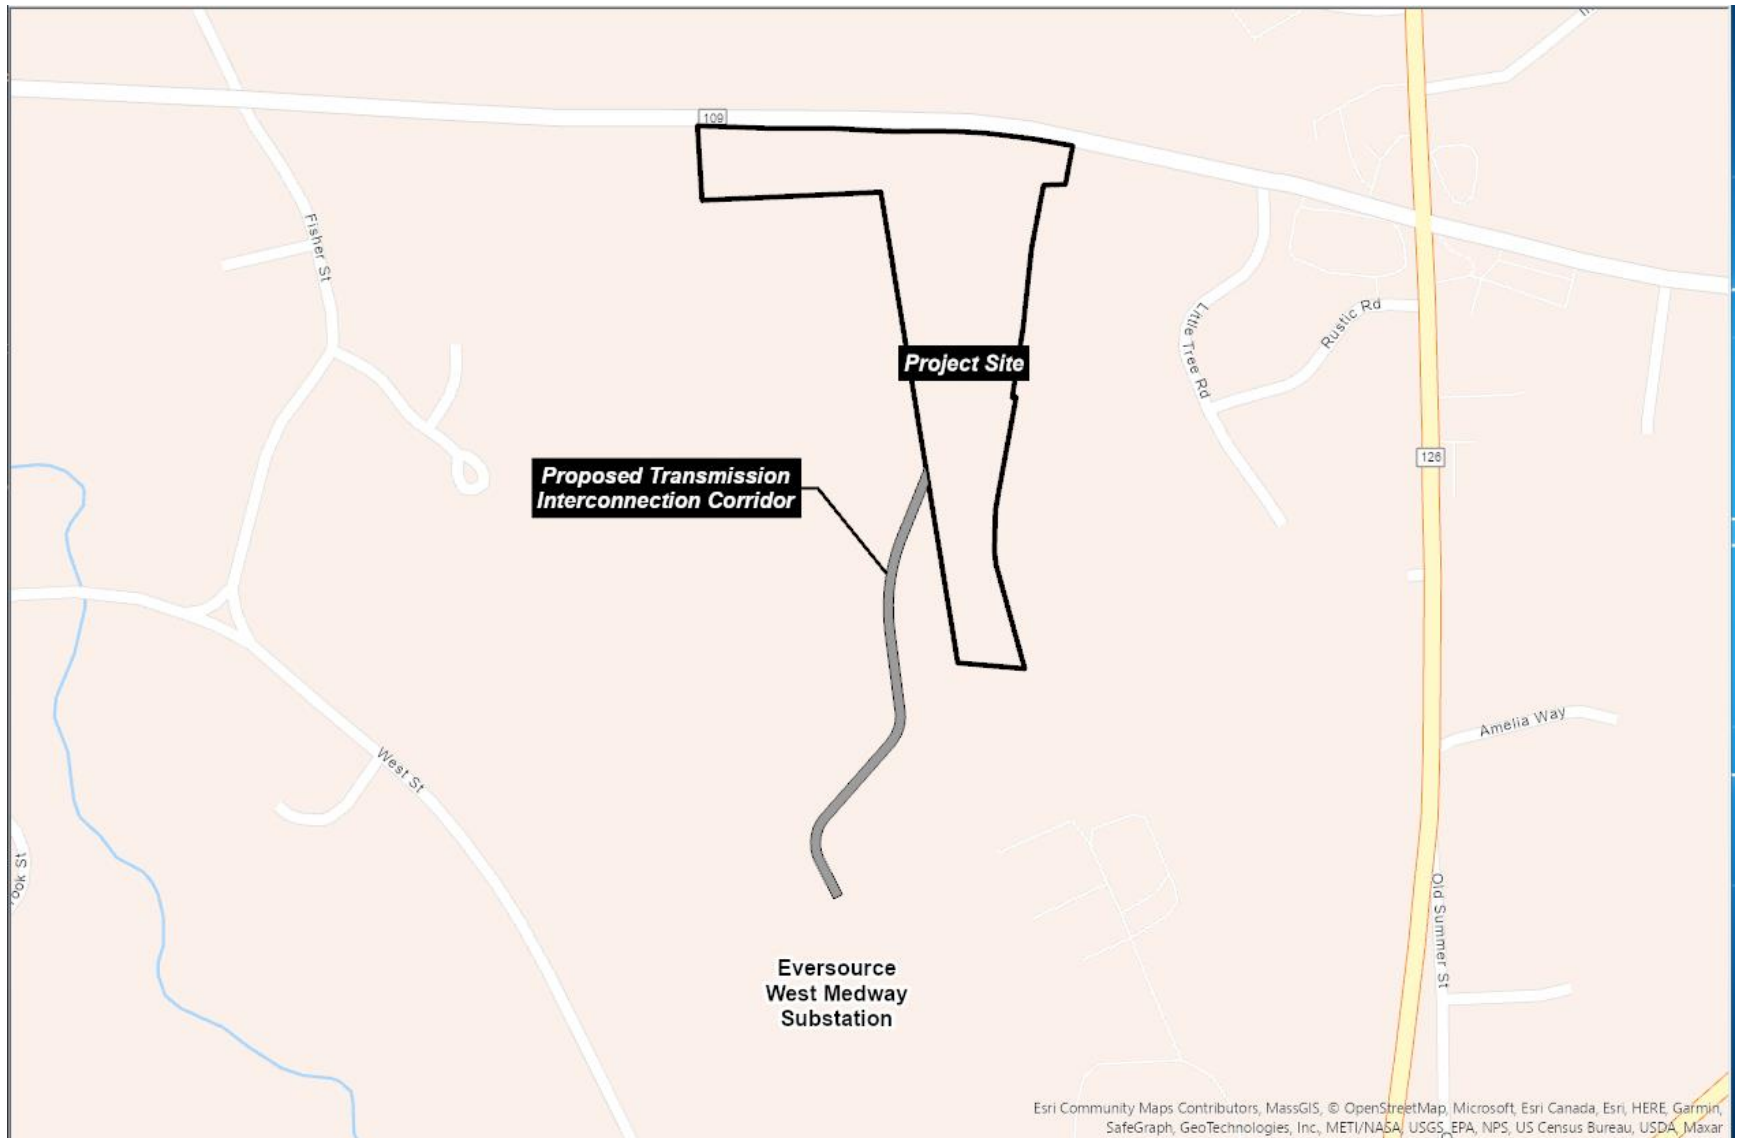 109
Fisher St
Little Tree Rd
Rustic Rd
Project Site
Proposed Transmission
Interconnection Corridor
126
Amelia Way
West St
ook St
Old Summer St
Eversource
West Medway
Substation
Esri Community Maps Contributors, MassGIS, © OpenStreetMap, Microsoft, Esri Canada, Esri, HERE, Garmin,
SafeGraph, GeoTechnologies, Inc, METI/NASA, USGS, EPA, NPS, US Census Bureau, USDA, Maxar